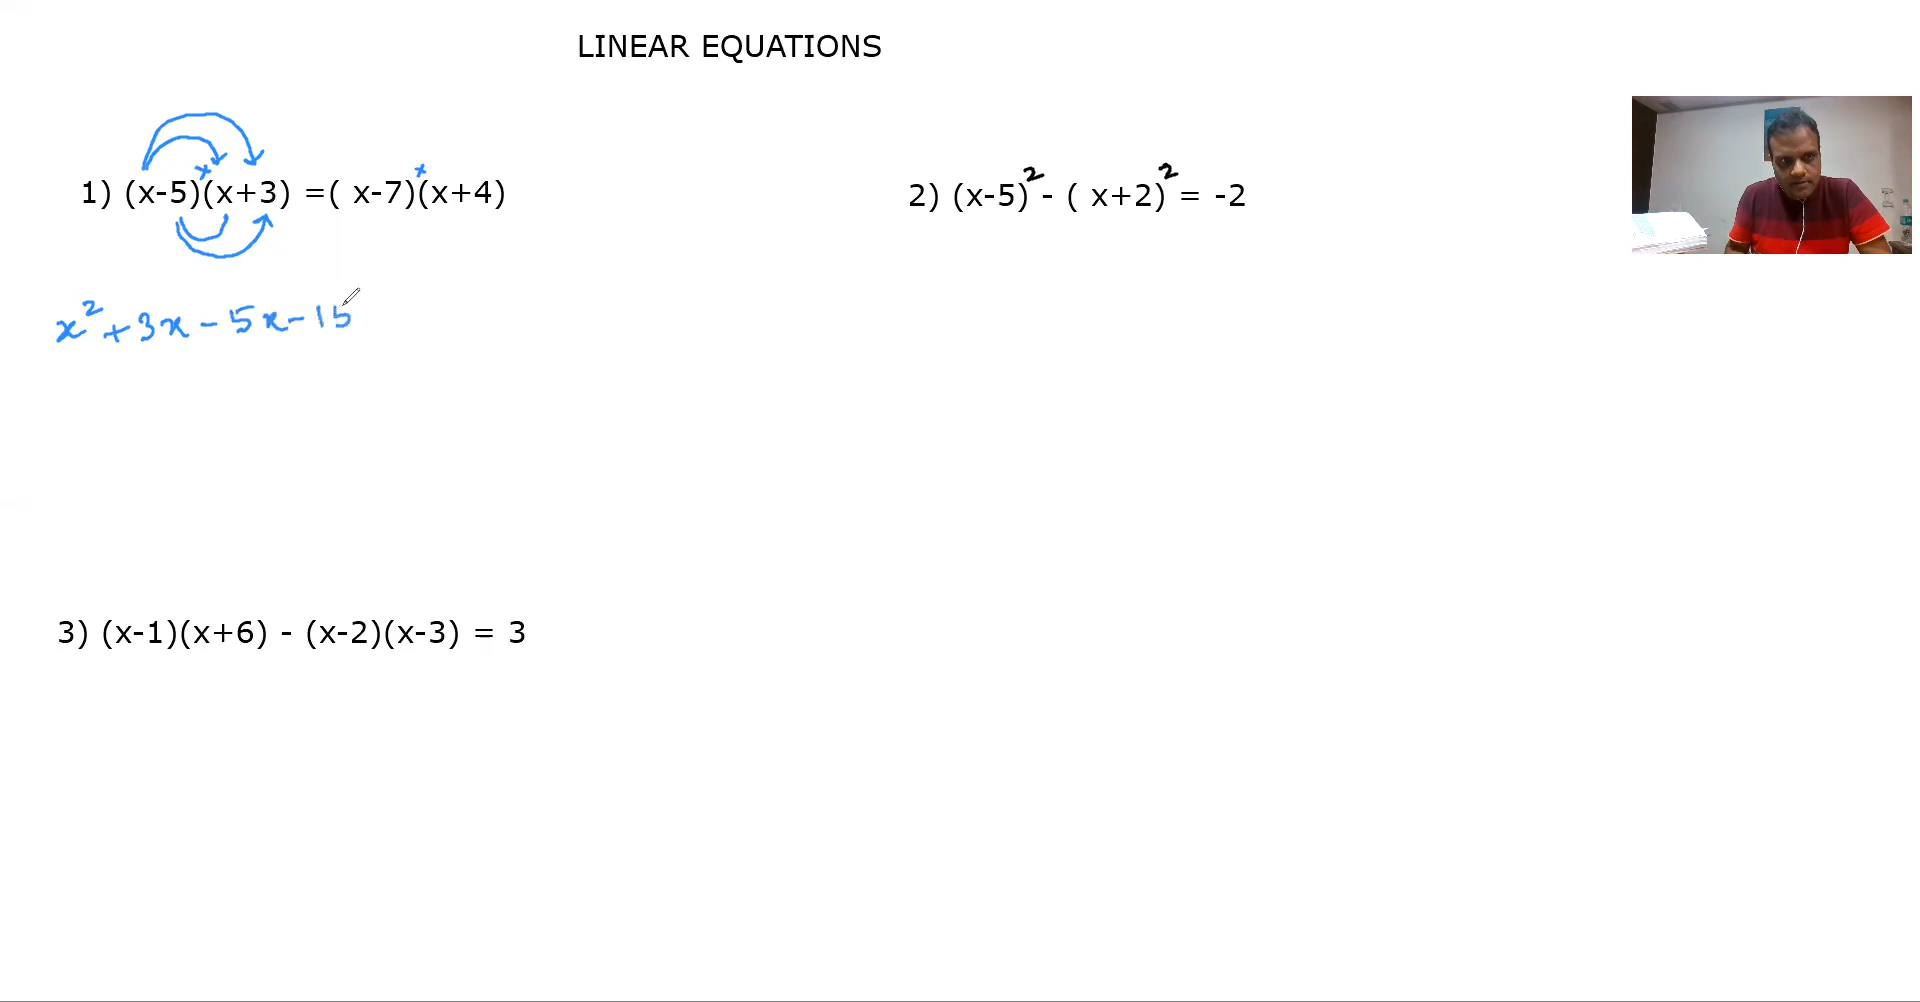 LINEAR EQUATIONS
1) (x-5)ˣ(x+3) =( x-7)ˣ(x+4)
x² + 3x - 5x - 15
2) (x-5)² - ( x+2)² = -2
3) (x-1)(x+6) - (x-2)(x-3) = 3